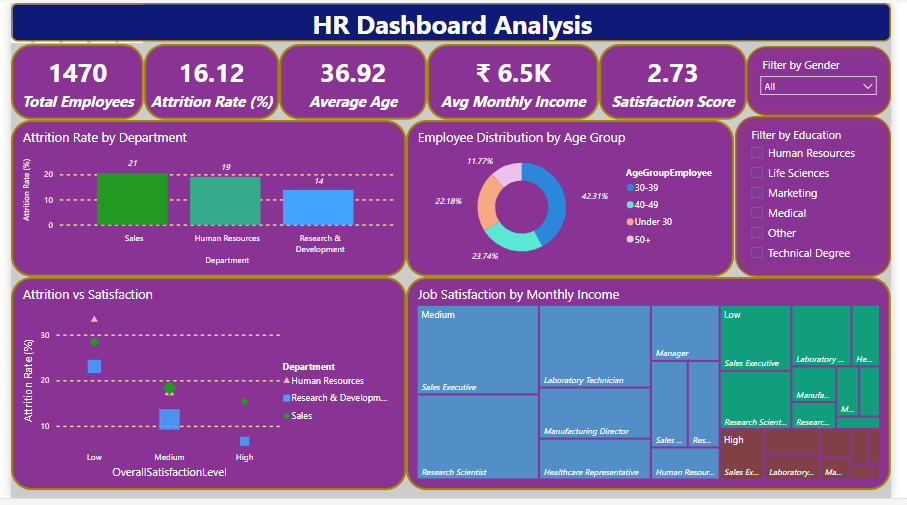 HR Dashboard Analysis
1470
Total Employees
16.12
Attrition Rate (%)
36.92
Average Age
₹ 6.5K
Avg Monthly Income
2.73
Satisfaction Score
Filter by Gender
All
Attrition Rate by Department
Attrition Rate (%)
20
10
0
21
19
14
Sales
Human Resources
Research &
Development
Department
Employee Distribution by Age Group
11.77%
22.18%
42.31%
23.74%
AgeGroupEmployee
30-39
40-49
Under 30
50+
Filter by Education
Human Resources
Life Sciences
Marketing
Medical
Other
Technical Degree
Attrition vs Satisfaction
Attrition Rate (%)
30
20
10
Low
Medium
High
OverallSatisfactionLevel
Department
Human Resources
Research & Developm...
Sales
Job Satisfaction by Monthly Income
Medium
Sales Executive
Research Scientist
Laboratory Technician
Manufacturing Director
Healthcare Representative
Manager
Sales ...
Res...
Human Resour...
Low
Sales Executive
Research Scient...
Laboratory ...
He...
Manufa...
M...
Researc...
High
Sales Ex...
Laboratory...
Ma...